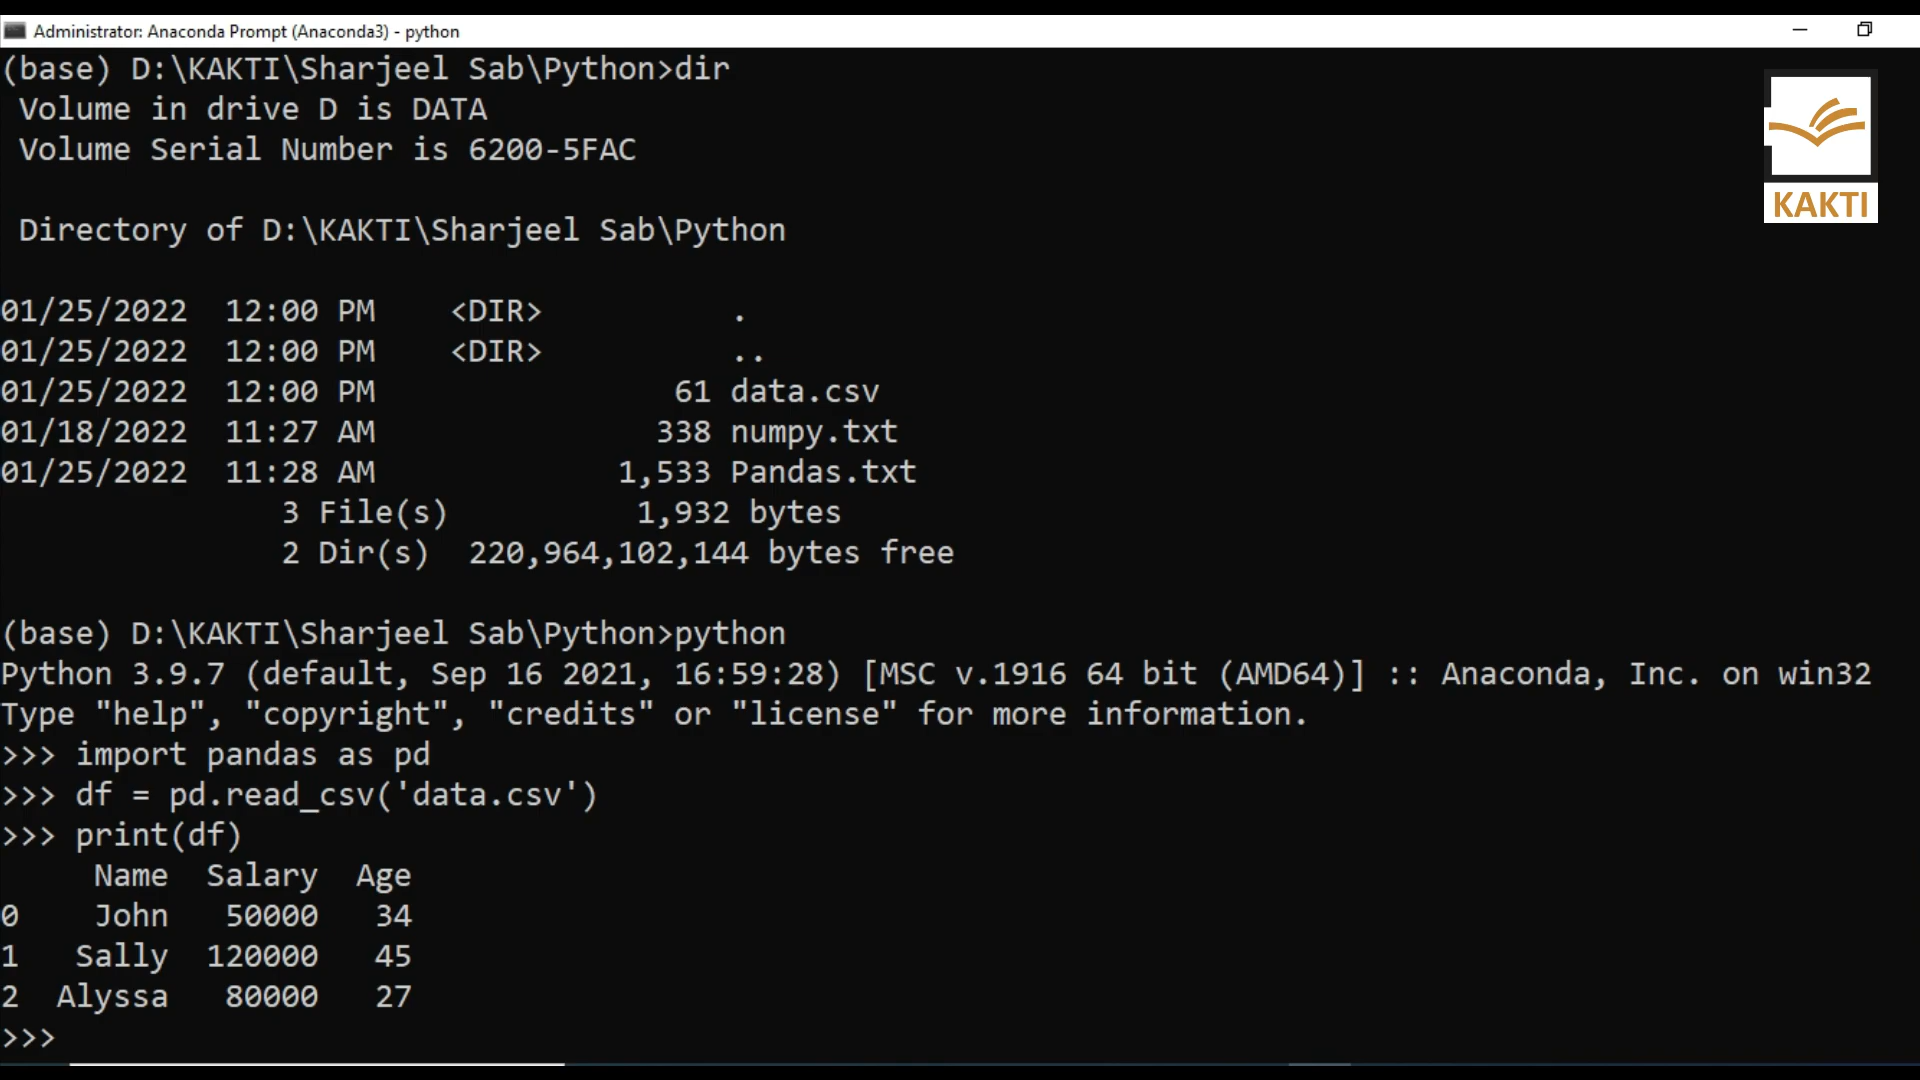 Administrator: Anaconda Prompt (Anaconda3) - python
(base) D:\KAKTI\Sharjeel Sab\Python>dir
 Volume in drive D is DATA
 Volume Serial Number is 6200-5FAC
KAKTI
 Directory of D:\KAKTI\Sharjeel Sab\Python
01/25/2022  12:00 PM    <DIR>          .
01/25/2022  12:00 PM    <DIR>          ..
01/25/2022  12:00 PM                61 data.csv
01/18/2022  11:27 AM               338 numpy.txt
01/25/2022  11:28 AM             1,533 Pandas.txt
               3 File(s)          1,932 bytes
               2 Dir(s)  220,964,102,144 bytes free
(base) D:\KAKTI\Sharjeel Sab\Python>python
Python 3.9.7 (default, Sep 16 2021, 16:59:28) [MSC v.1916 64 bit (AMD64)] :: Anaconda, Inc. on win32
Type "help", "copyright", "credits" or "license" for more information.
>>> import pandas as pd
>>> df = pd.read_csv('data.csv')
>>> print(df)
     Name  Salary  Age
0    John   50000   34
1   Sally  120000   45
2  Alyssa   80000   27
>>>